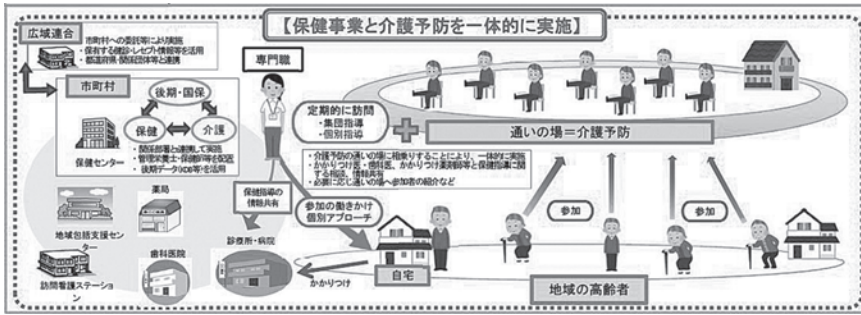 【保健事業と介護予防を一体的に実施】
広域連合
市町村への委託等により実施
・保有する健診・レセプト情報等を活用
・都道府県・関係団体等と連携
市町村
後期・国保
保健
介護
保健センター
・関係部署と連携して実施
・管理栄養士・保健師等を配置
・後期データ(KDB等)を活用
専門職
定期的に訪問
・集団指導
・個別指導
通いの場＝介護予防
・介護予防の通いの場に相乗りすることにより、一体的に実施
・かかりつけ医・歯科医、かかりつけ薬剤師等と保健指導に関
する相談、情報共有
・必要に応じ通いの場へ参加者の紹介など
薬局
地域包括支援セン
ター
保健指導の
情報共有
参加の働きかけ
個別アプローチ
参加
参加
歯科医院
診療所・病院
訪問看護ステーショ
ン
かかりつけ
自宅
地域の高齢者